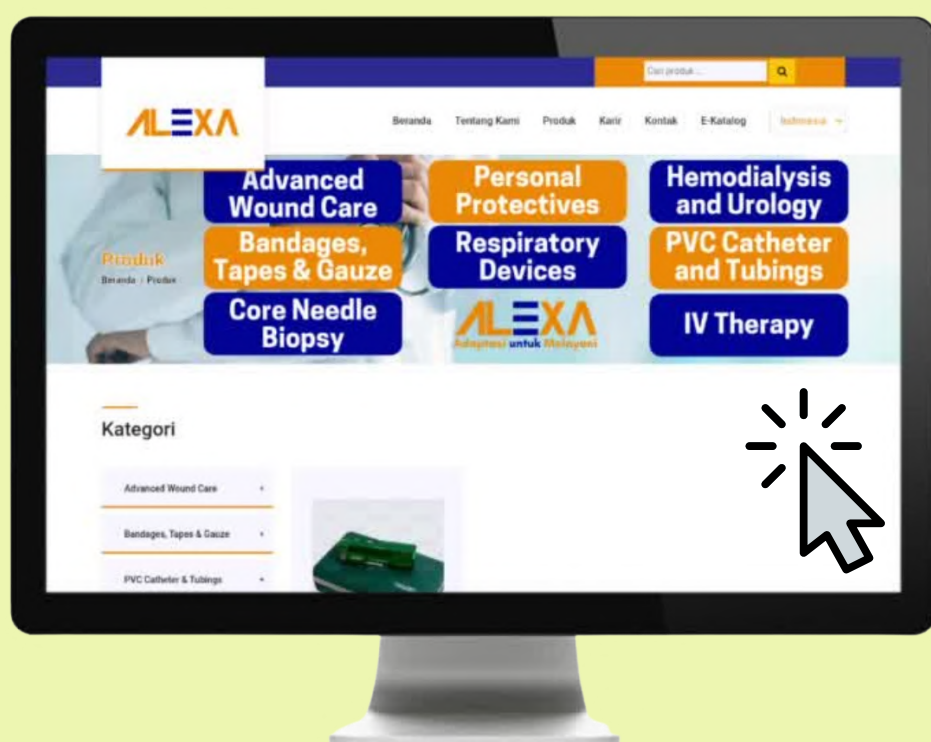 Cari produk ...
ALEXA
Beranda Tentang Kami Produk Karir Kontak E-Katalog Indonesia
Advanced
Wound Care
Personal
Protectives
Hemodialysis
and Urology
Produk
Beranda / Produk
Bandages,
Tapes & Gauze
Respiratory
Devices
PVC Catheter
and Tubings
Core Needle
Biopsy
ALEXA
Adaptasi untuk Melayani
IV Therapy
Kategori
Advanced Wound Care
Bandages, Tapes & Gauze
PVC Catheter & Tubings